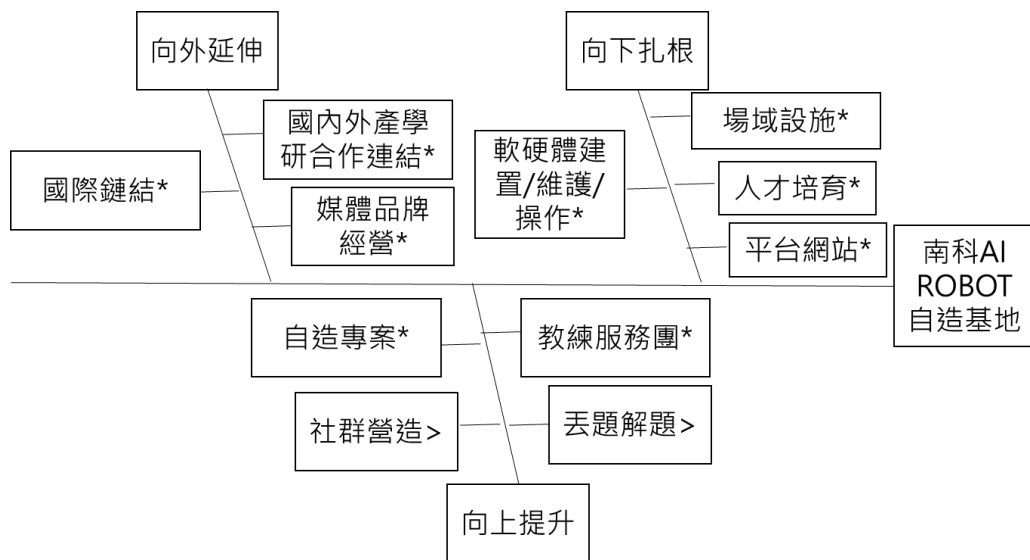 向外延伸
向下扎根
國內外產學
研合作連結*
國際鏈結*
媒體品牌
經營*
軟硬體建
置/維護/
操作*
場域設施*
人才培育*
平台網站*
南科AI
ROBOT
自造基地
自造專案*
教練服務團*
社群營造>
丟題解題>
向上提升